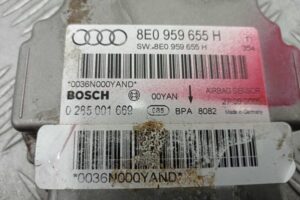 8E0 959 655 H
SW.:8E0 959 655 H
*0036N000YAND*
BOSCH
00YAN
AIRBAG SENSOR
0 285 001 669
BPA 8082
Made in Germany
*0036N000YAND*